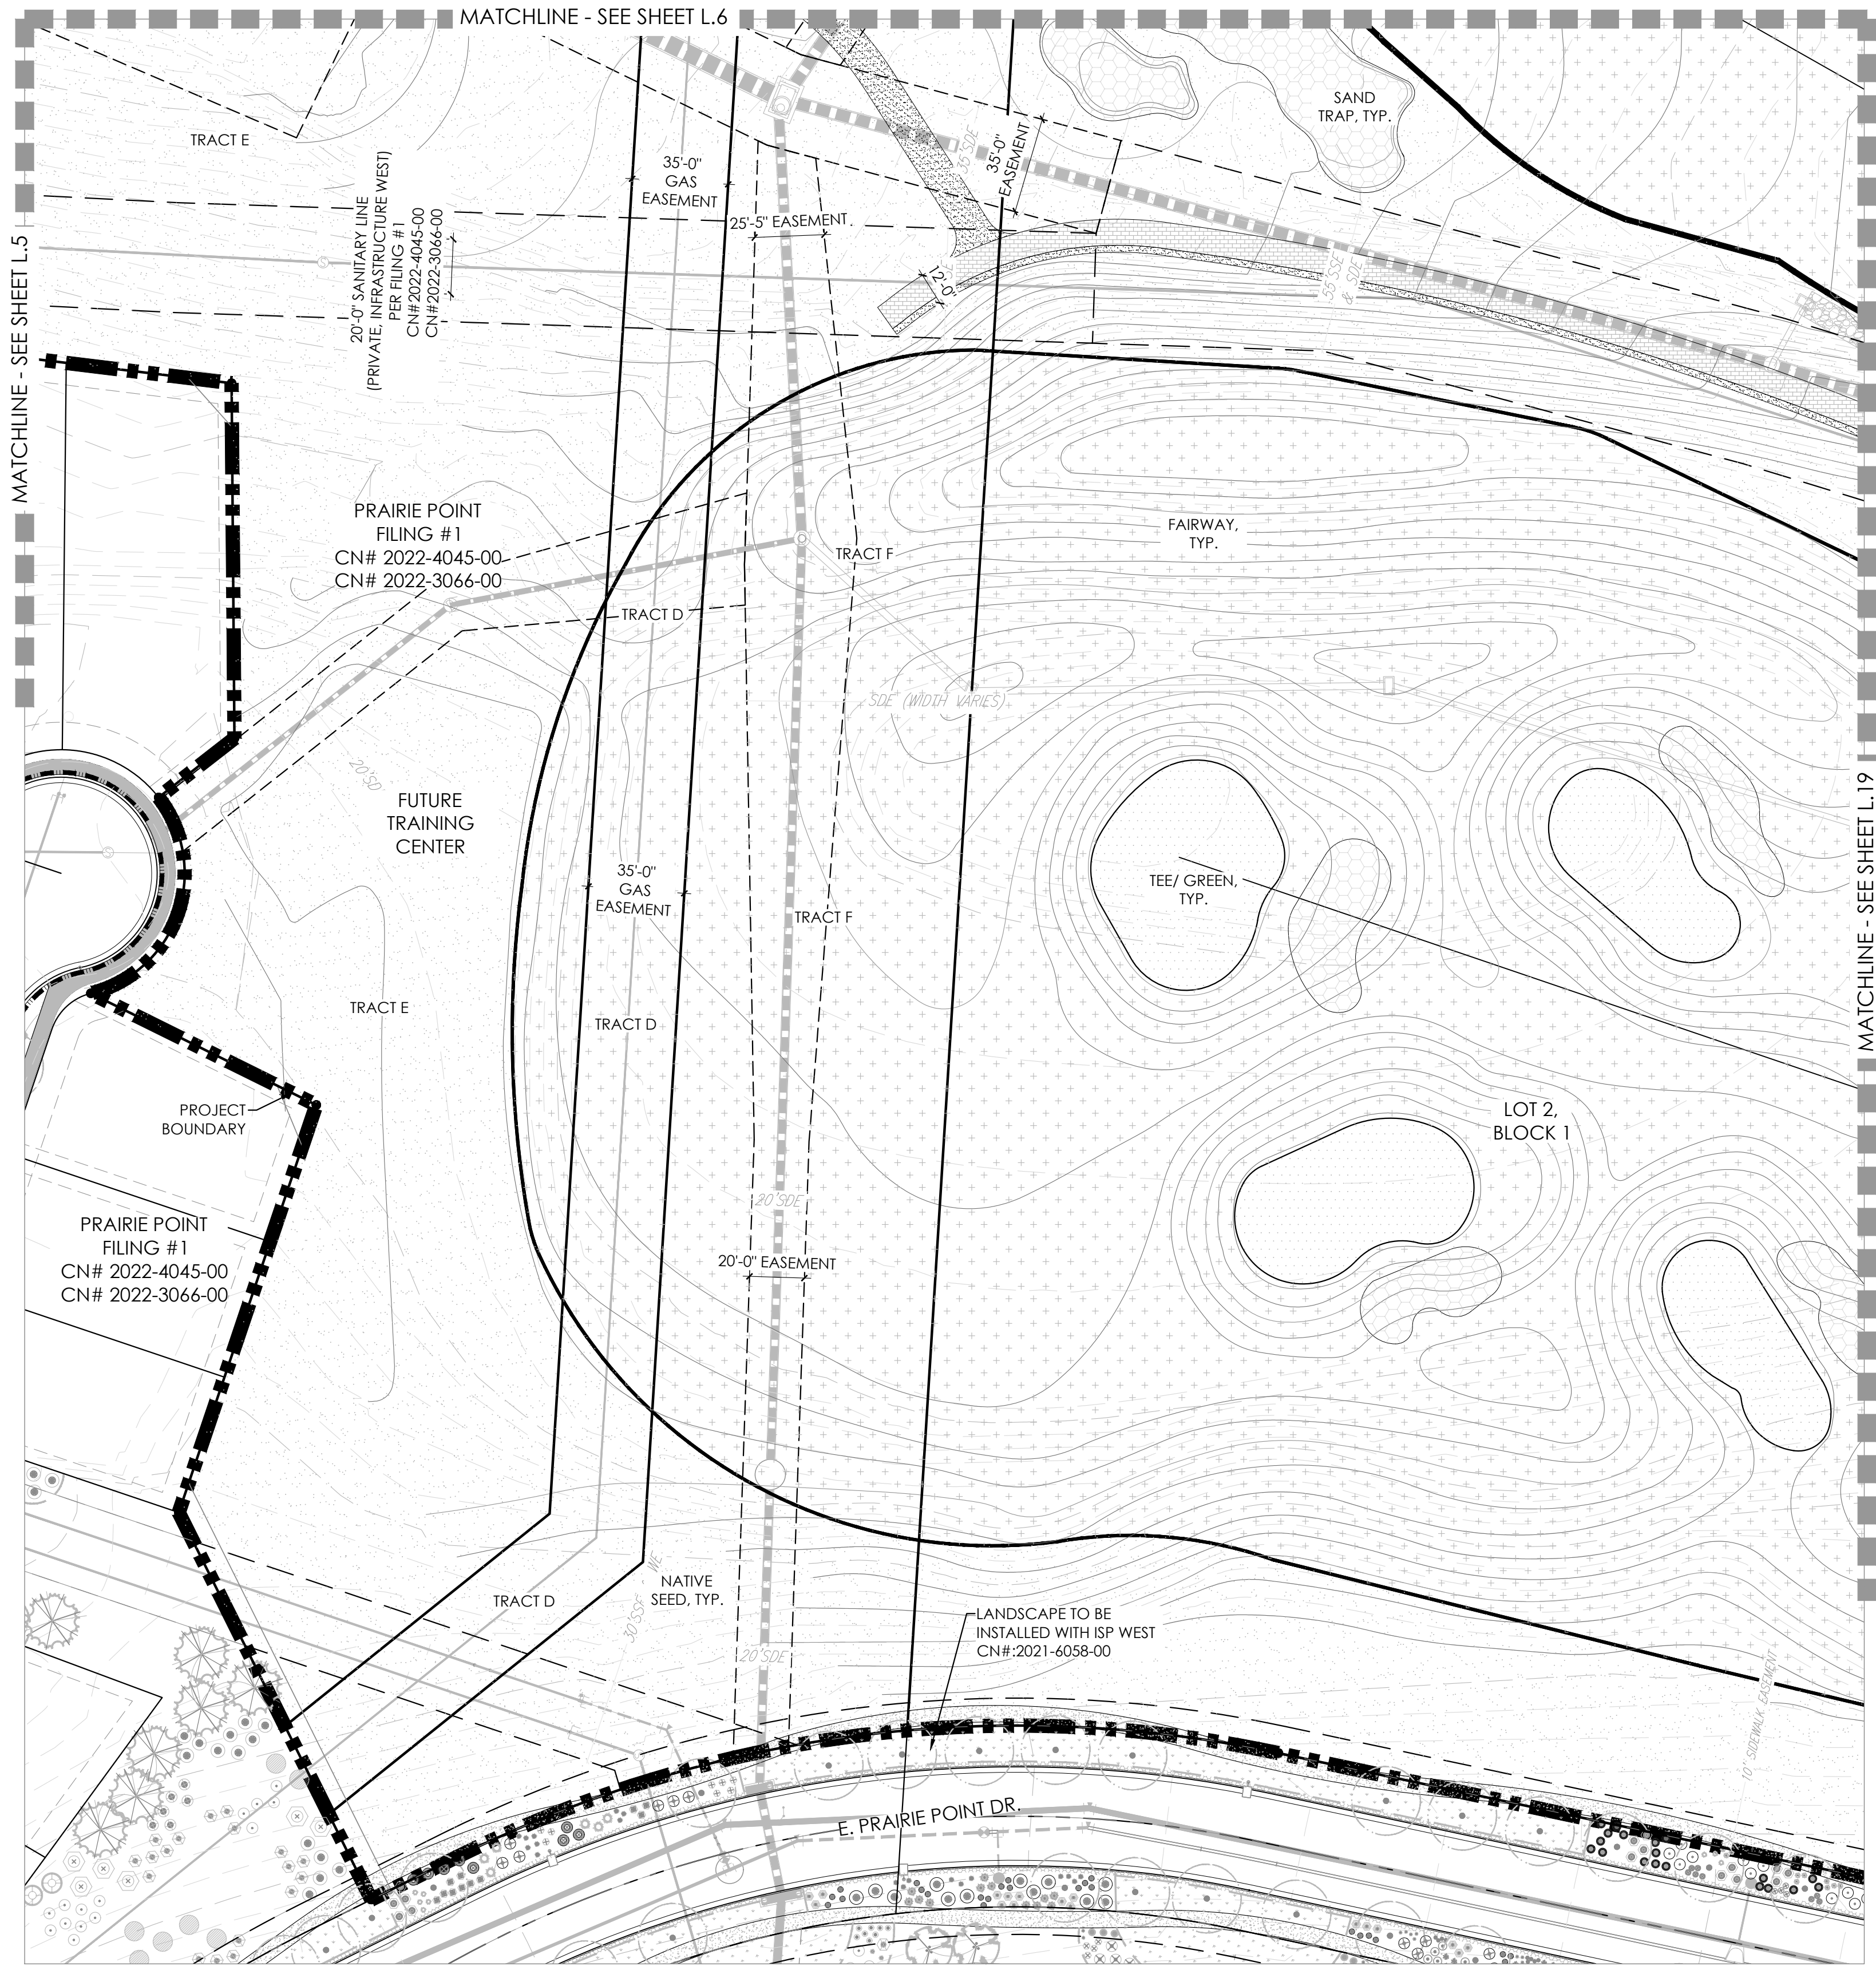 MATCHLINE - SEE SHEET L.6
MATCHLINE - SEE SHEET L.5
MATCHLINE - SEE SHEET L.19
TRACT E
SAND
TRAP, TYP.
35'-0"
GAS
EASEMENT
35'-0"
EASEMENT
35'SDE
25'-5" EASEMENT
20'-0" SANITARY LINE
(PRIVATE, INFRASTRUCTURE WEST)
PER FILING #1
CN#2022-4045-00
CN#2022-3066-00
12'-0"
55'SSE
& SDE
PRAIRIE POINT
FILING #1
CN# 2022-4045-00
CN# 2022-3066-00
FAIRWAY,
TYP.
TRACT F
TRACT D
SDE (WIDTH VARIES)
20'SD
FUTURE
TRAINING
CENTER
35'-0"
GAS
EASEMENT
TEE/ GREEN,
TYP.
TRACT F
TRACT E
TRACT D
PROJECT
BOUNDARY
LOT 2,
BLOCK 1
20'SDE
PRAIRIE POINT
FILING #1
CN# 2022-4045-00
CN# 2022-3066-00
20'-0" EASEMENT
TRACT D
NATIVE
SEED, TYP.
30'SSE
WE
20'SDE
LANDSCAPE TO BE
INSTALLED WITH ISP WEST
CN#:2021-6058-00
10' SIDEWALK EASEMENT
E. PRAIRIE POINT DR.